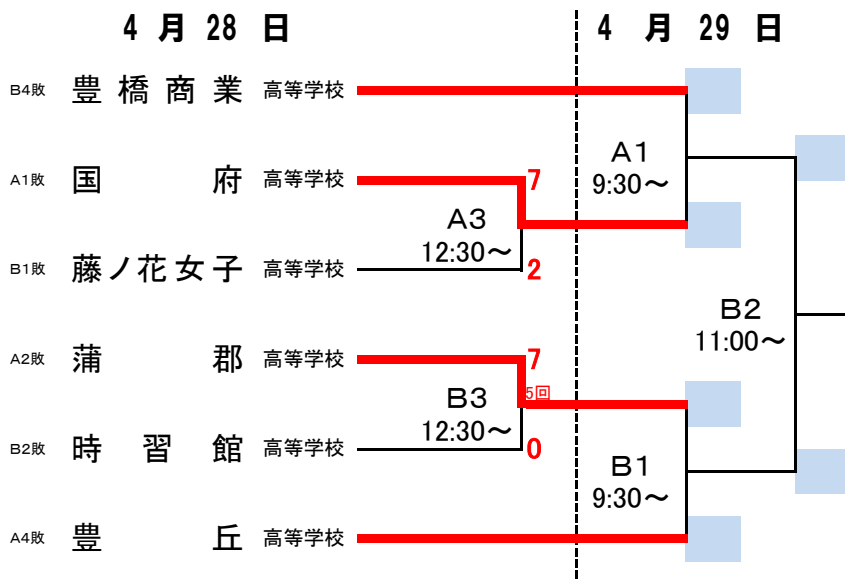 4 月 28 日
4 月 29 日
B4敗 豊橋商業 高等学校
A1
9:30～
A1敗 国府 高等学校 7
A3
12:30～
B1敗 藤ノ花女子 高等学校 2
B2
11:00～
A2敗 蒲郡 高等学校 7
5回
B3
12:30～
B2敗 時習館 高等学校 0
B1
9:30～
A4敗 豊丘 高等学校